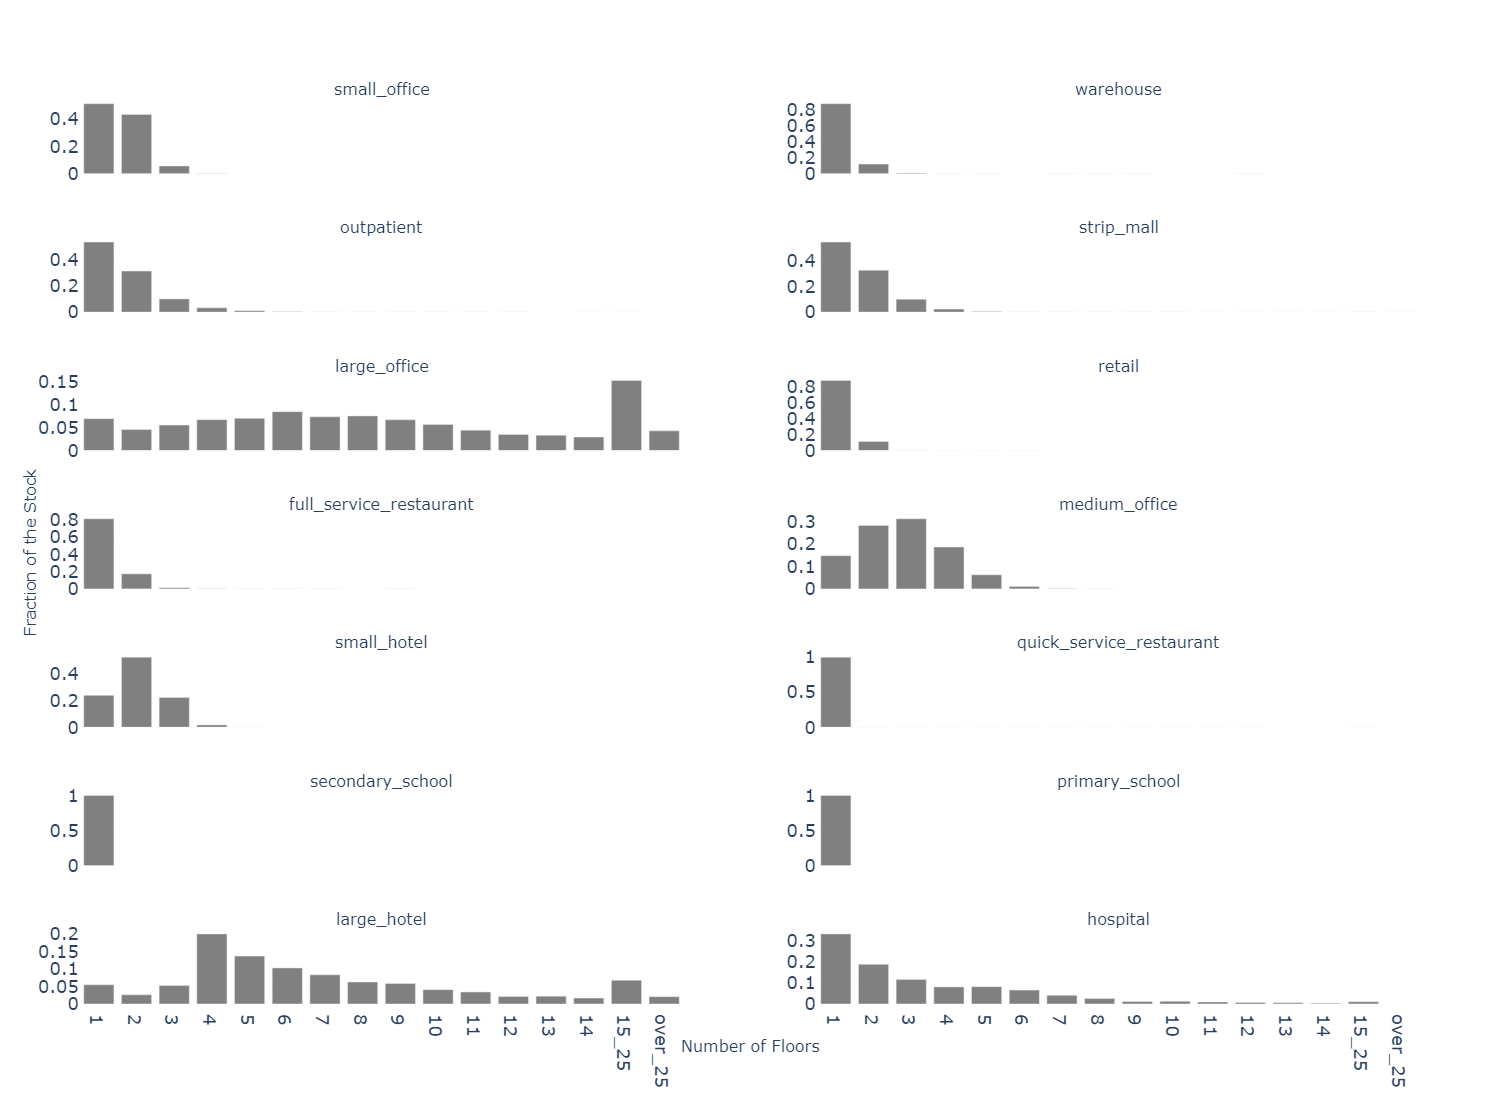 small_office
0.4
0.2
0
warehouse
0.8
0.6
0.4
0.2
0
outpatient
0.4
0.2
0
strip_mall
0.4
0.2
0
large_office
0.15
0.1
0.05
0
retail
0.8
0.6
0.4
0.2
0
full_service_restaurant
0.8
0.6
0.4
0.2
0
medium_office
0.3
0.2
0.1
0
small_hotel
0.4
0.2
0
quick_service_restaurant
1
0.5
0
secondary_school
1
0.5
0
primary_school
1
0.5
0
large_hotel
0.2
0.15
0.1
0.05
0
hospital
0.3
0.2
0.1
0
1 2 3 4 5 6 7 8 9 10 11 12 13 14 15_25 over_25
1 2 3 4 5 6 7 8 9 10 11 12 13 14 15_25 over_25
Number of Floors
Fraction of the Stock